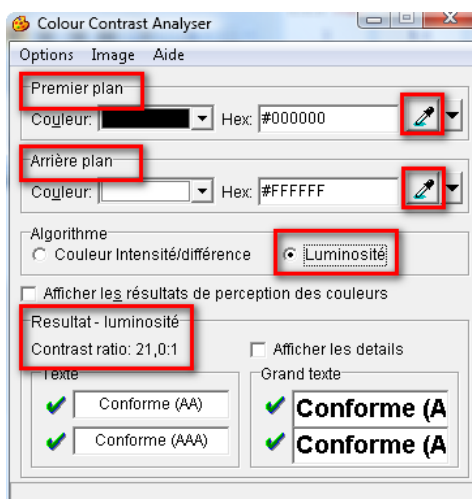 Colour Contrast Analyser
Options Image Aide
Premier plan
Couleur: Hex: #000000
Arrière plan
Couleur: Hex: #FFFFFF
Algorithme
Couleur Intensité/différence Luminosité
Afficher les résultats de perception des couleurs
Resultat - luminosité
Contrast ratio: 21,0:1 Afficher les details
Texte Grand texte
Conforme (AA) Conforme (A
Conforme (AAA) Conforme (A